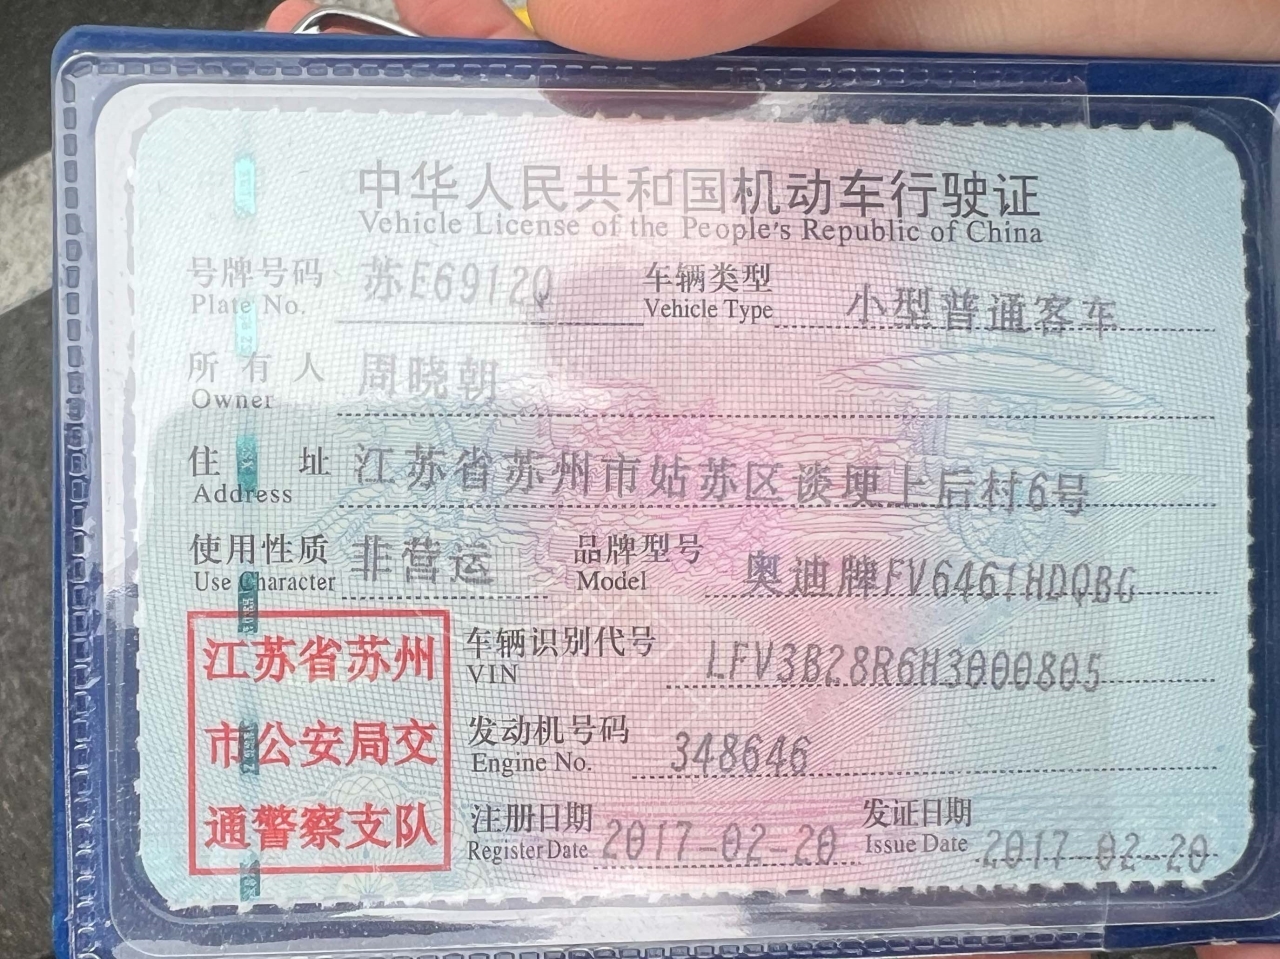 中华人民共和国机动车行驶证
Vehicle License of the People's Republic of China
号牌号码 苏E6912Q 车辆类型 小型普通客车
Plate No. Vehicle Type
所有人 周晓朝
Owner
住址 江苏省苏州市姑苏区谈埂上后村6号
Address
使用性质 非营运 品牌型号 奥迪牌FV6461HDQBG
Use Character Model
江苏省苏州
市公安局交
通警察支队
车辆识别代号 LFV3B28R6H3000805
VIN
发动机号码 348646
Engine No.
注册日期 2017-02-20 发证日期 2017-02-20
Register Date Issue Date